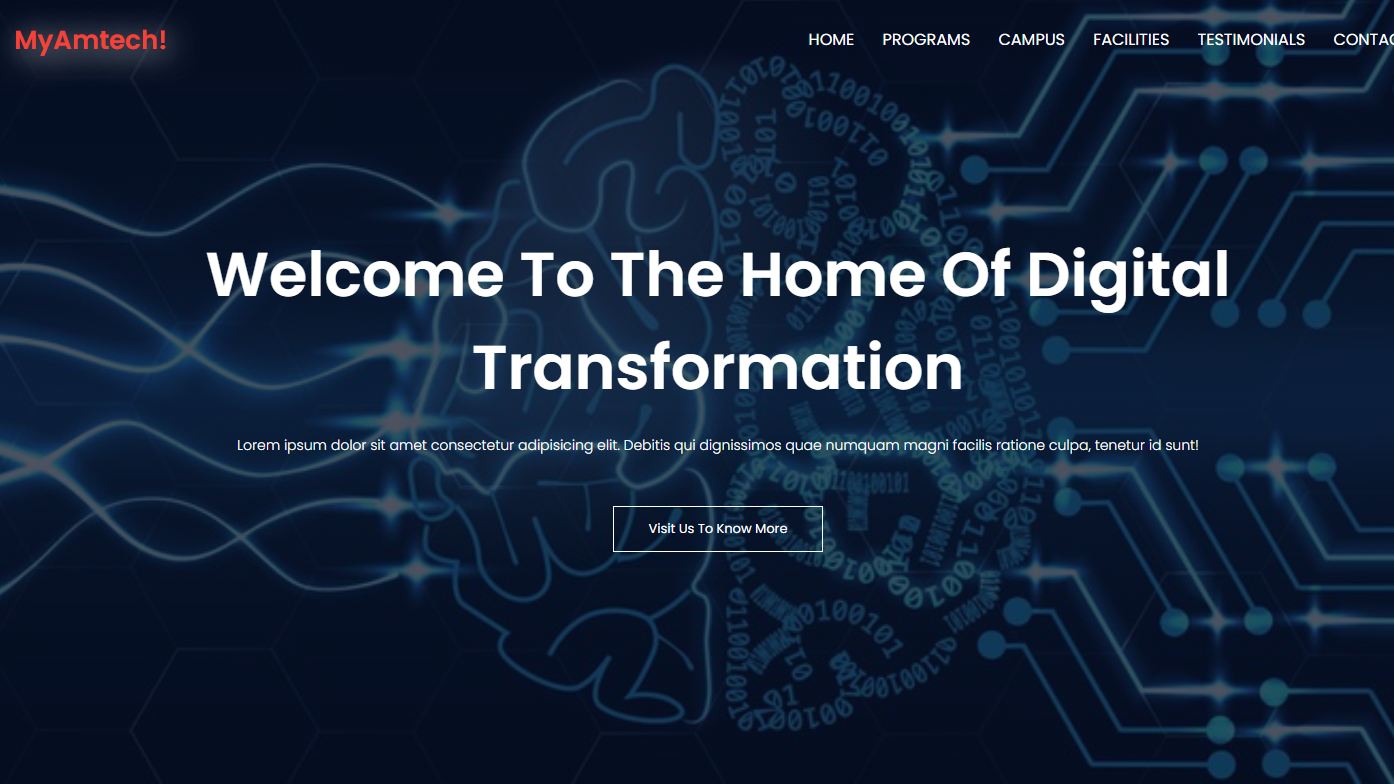 MyAmtech!
HOME PROGRAMS CAMPUS FACILITIES TESTIMONIALS CONTAC
Welcome To The Home Of Digital
Transformation
Lorem ipsum dolor sit amet consectetur adipisicing elit. Debitis qui dignissimos quae numquam magni facilis ratione culpa, tenetur id sunt!
Visit Us To Know More